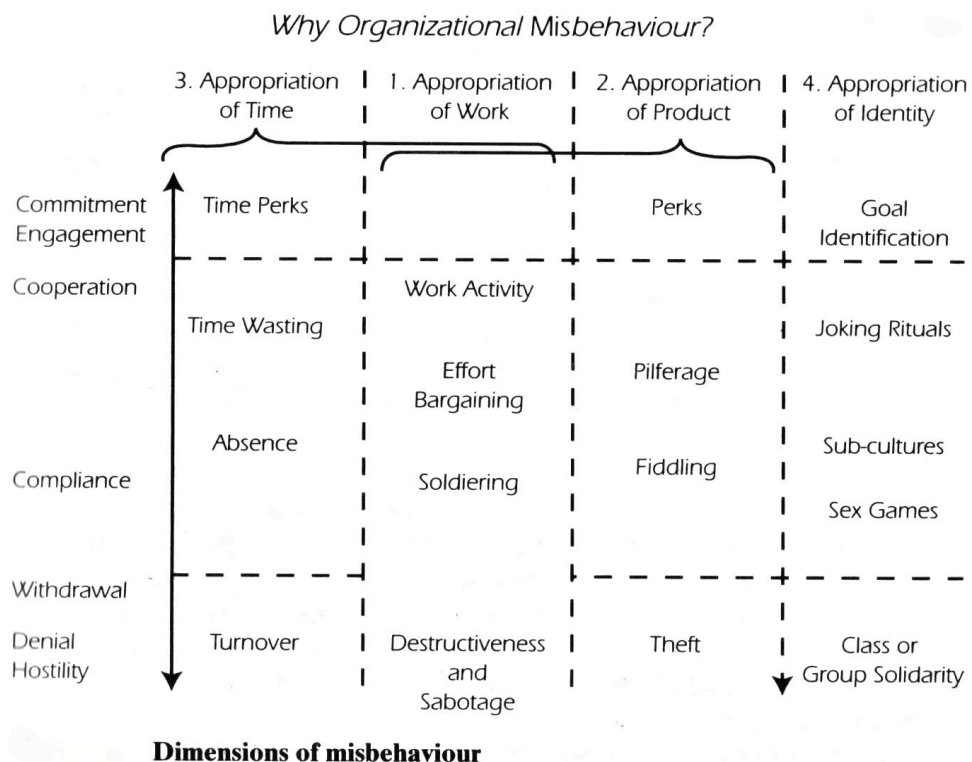 Why Organizational Misbehaviour?
3. Appropriation
of Time
1. Appropriation
of Work
2. Appropriation
of Product
4. Appropriation
of Identity
Commitment
Engagement
Time Perks
Perks
Goal
Identification
Cooperation
Work Activity
Time Wasting
Joking Rituals
Effort
Bargaining
Pilferage
Absence
Sub-cultures
Compliance
Soldiering
Fiddling
Sex Games
Withdrawal
Denial
Hostility
Turnover
Destructiveness
and
Sabotage
Theft
Class or
Group Solidarity
Dimensions of misbehaviour